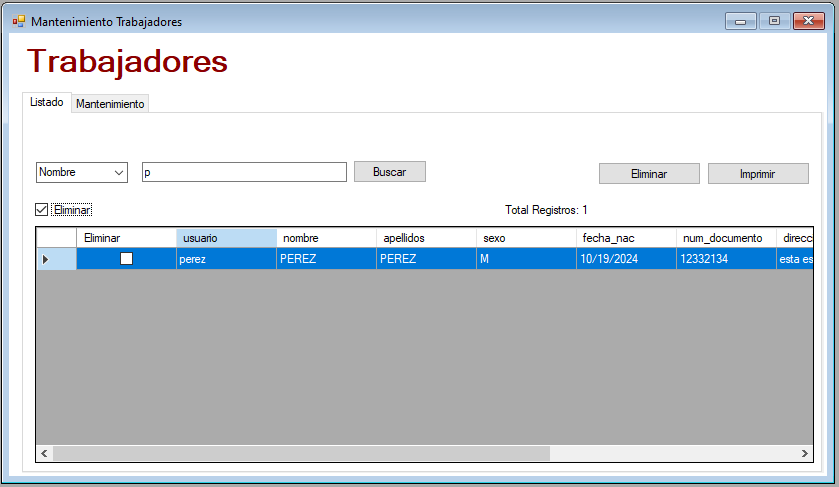 Mantenimiento Trabajadores
Trabajadores
Listado Mantenimiento
Nombre p Buscar Eliminar Imprimir
Eliminar Total Registros: 1
Eliminar usuario nombre apellidos sexo fecha_nac num_documento direcc
perez PEREZ PEREZ M 10/19/2024 12332134 esta es